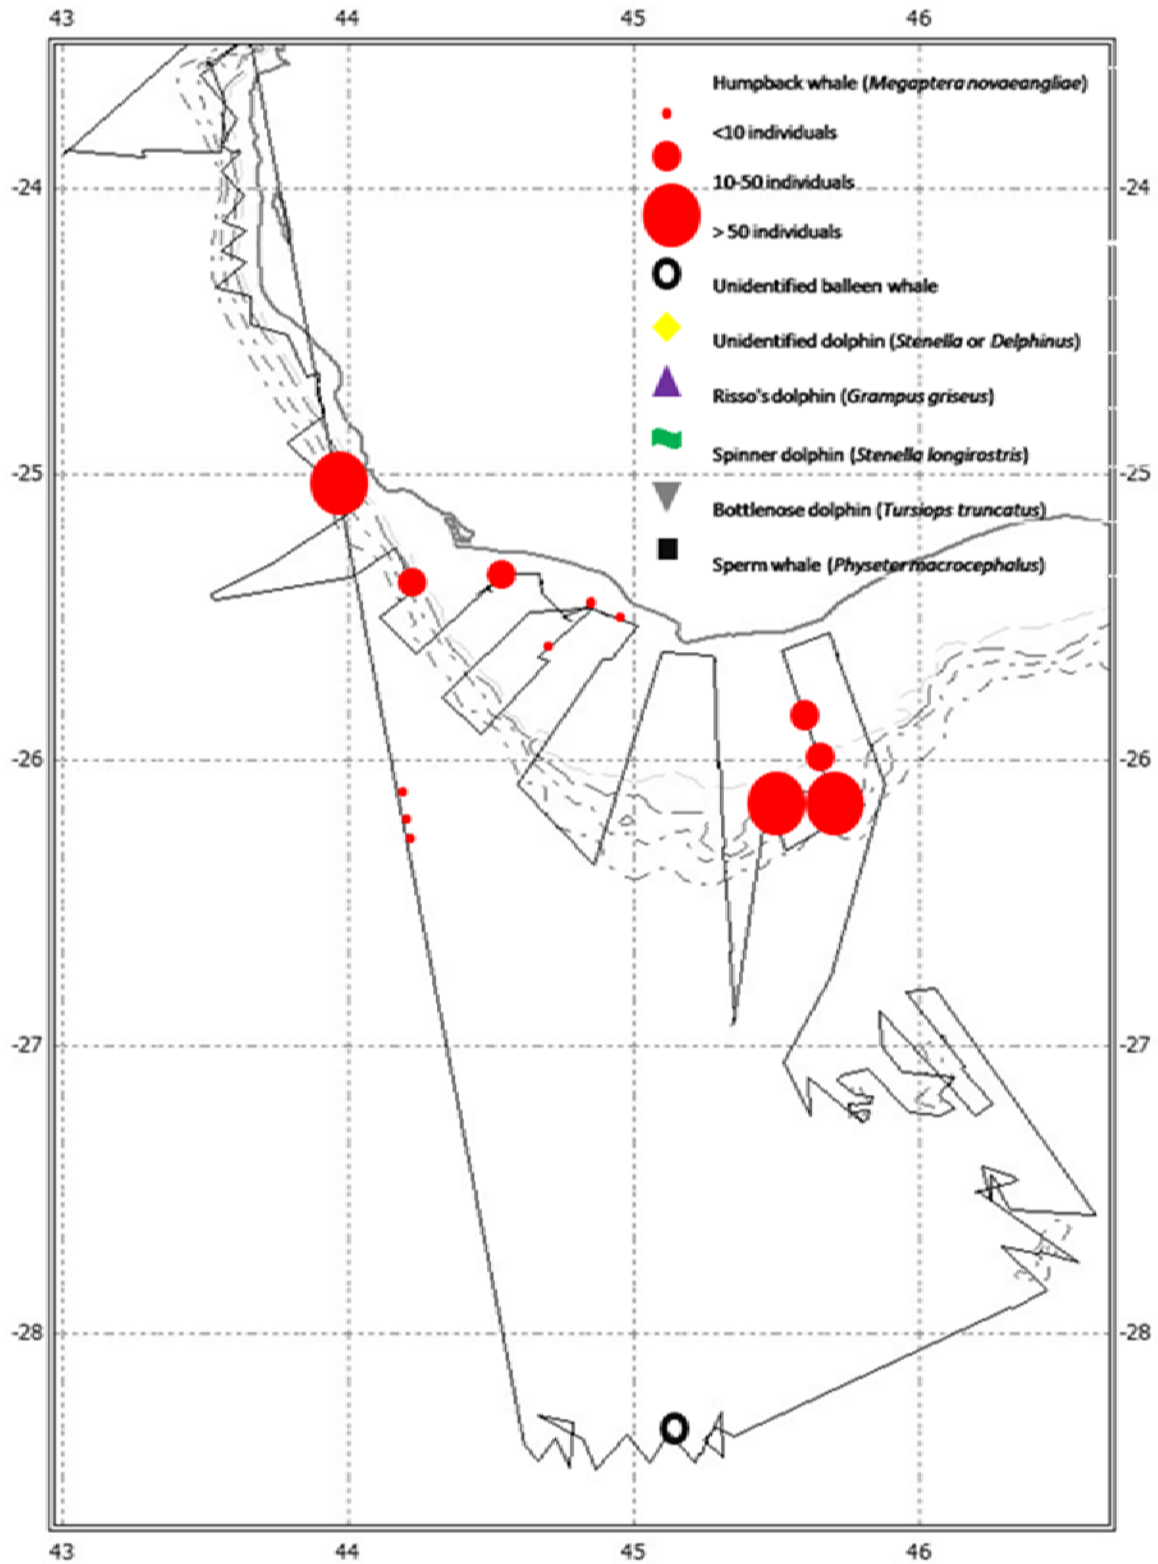 43 44 45 46
Humpback whale (Megaptera novaeangliae)
<10 individuals
-24 10-50 individuals -24
> 50 individuals
Unidentified balleen whale
Unidentified dolphin (Stenella or Delphinus)
Risso's dolphin (Grampus griseus)
Spinner dolphin (Stenella longirostris)
-25 -25
Bottlenose dolphin (Tursiops truncatus)
Sperm whale (Physeter macrocephalus)
-26 -26
-27 -27
-28 -28
43 44 45 46